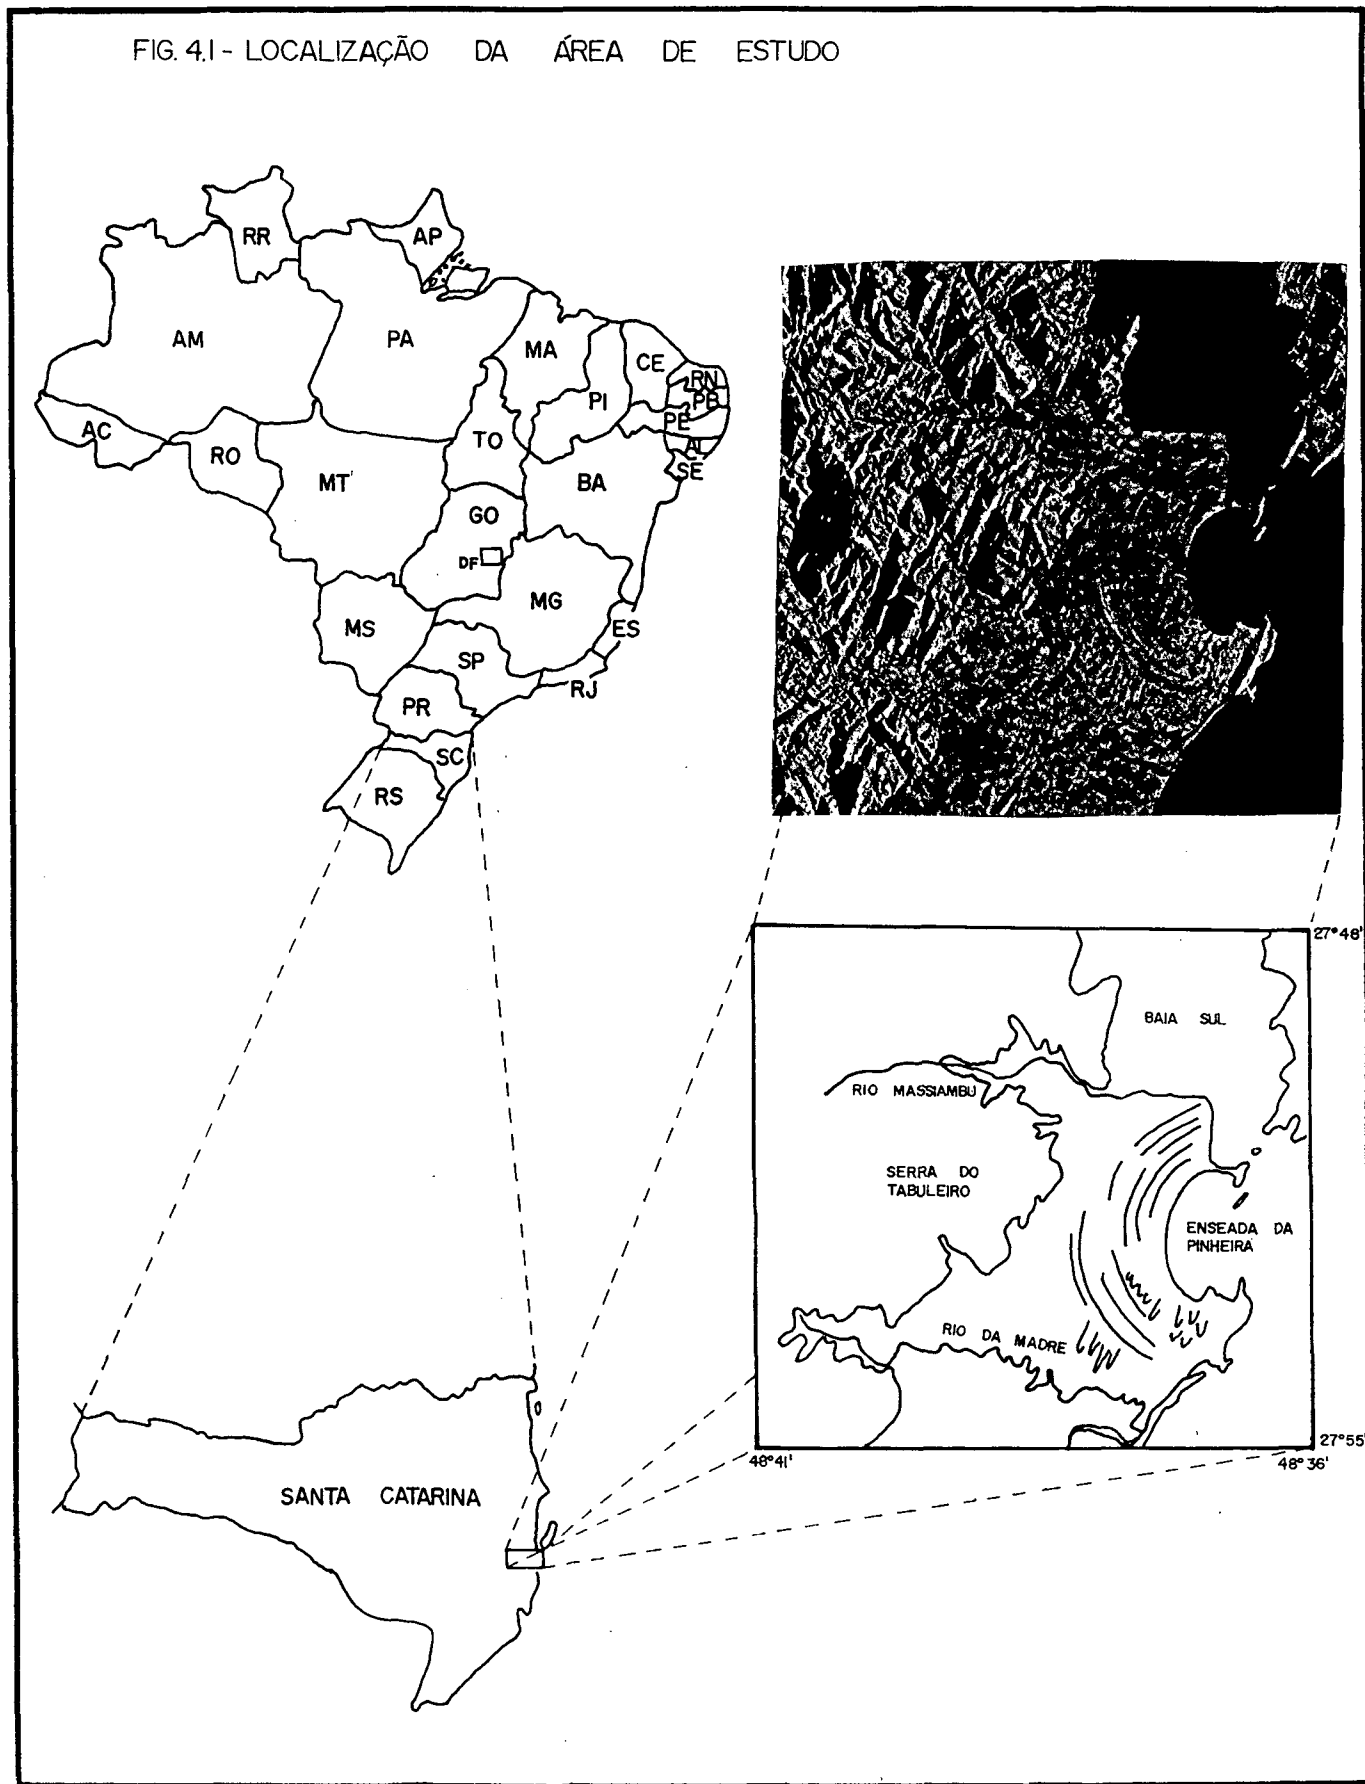 FIG. 4.1 - LOCALIZAÇÃO DA ÁREA DE ESTUDO
RR
AP
AM
PA
MA
CE
RN
PB
PI
PE
AL
SE
AC
RO
TO
MT
BA
GO
DF
MG
MS
ES
SP
RJ
PR
SC
RS
27°48'
BAIA SUL
RIO MASSIAMBU
SERRA DO
TABULEIRO
ENSEADA DA
PINHEIRA
RIO DA MADRE
27°55'
48°41'
48°36'
SANTA CATARINA